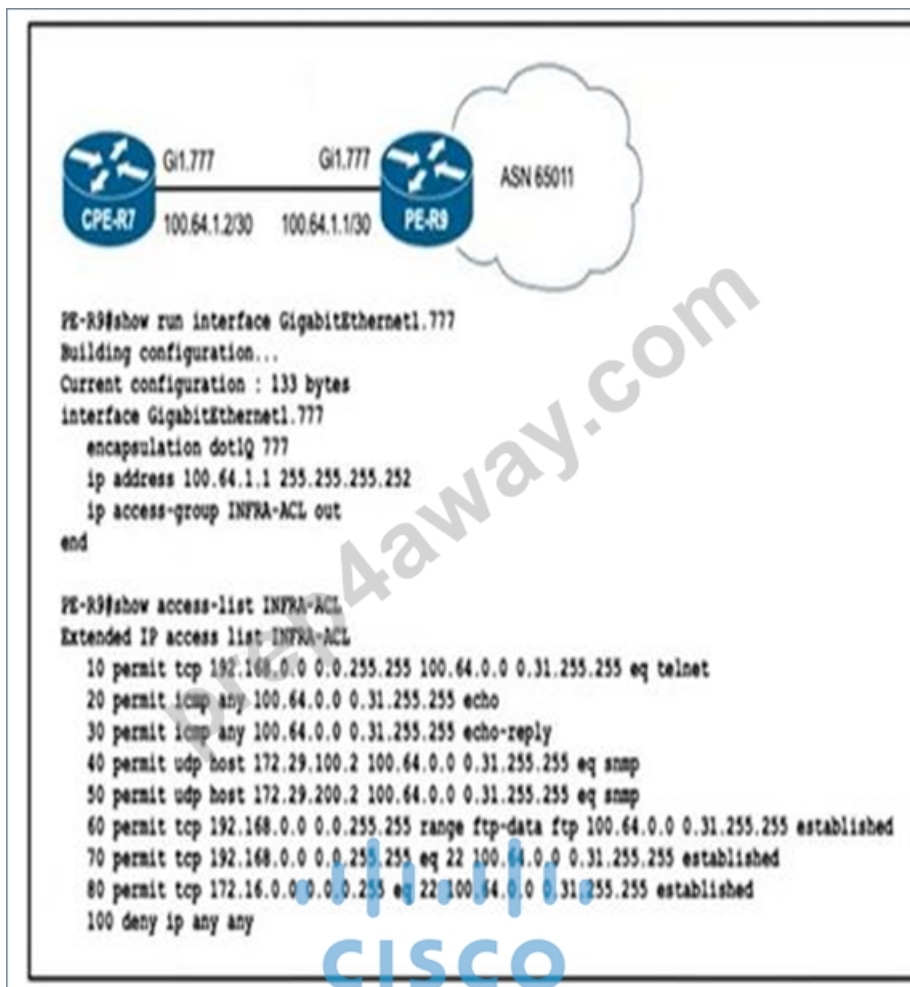 Gi1.777 Gi1.777
ASN 65011
CPE-R7 100.64.1.2/30 100.64.1.1/30 PE-R9
PE-R9#show run interface GigabitEthernet1.777
Building configuration...
Current configuration : 133 bytes
interface GigabitEthernet1.777
encapsulation dot1Q 777
ip address 100.64.1.1 255.255.255.252
ip access-group INFRA-ACL out
end
PE-R9#show access-list INFRA-ACL
Extended IP access list INFRA-ACL
10 permit tcp 192.168.0.0 0.0.255.255 100.64.0.0 0.31.255.255 eq telnet
20 permit icmp any 100.64.0.0 0.31.255.255 echo
30 permit icmp any 100.64.0.0 0.31.255.255 echo-reply
40 permit udp host 172.29.100.2 100.64.0.0 0.31.255.255 eq snmp
50 permit udp host 172.29.200.2 100.64.0.0 0.31.255.255 eq snmp
60 permit tcp 192.168.0.0 0.0.255.255 range ftp-data ftp 100.64.0.0 0.31.255.255 established
70 permit tcp 192.168.0.0 0.0.255.255 eq 22 100.64.0.0 0.31.255.255 established
80 permit tcp 172.16.0.0 0.0.0.255 eq 22 100.64.0.0 0.31.255.255 established
100 deny ip any any
prep4away.com
CISCO